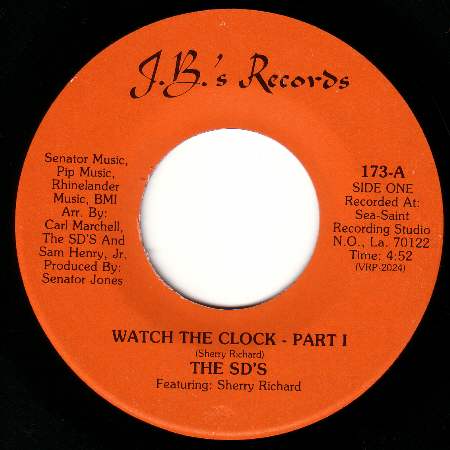 J.B.'s Records
Senator Music,
Pip Music,
Rhinelander
Music, BMI
Arr. By:
Carl Marchell,
The SD'S And
Sam Henry, Jr.
Produced By:
Senator Jones
173-A
SIDE ONE
Recorded At:
Sea-Saint
Recording Studio
N.O., La. 70122
Time: 4:52
(VRP-2024)
WATCH THE CLOCK - PART I
(Sherry Richard)
THE SD'S
Featuring: Sherry Richard